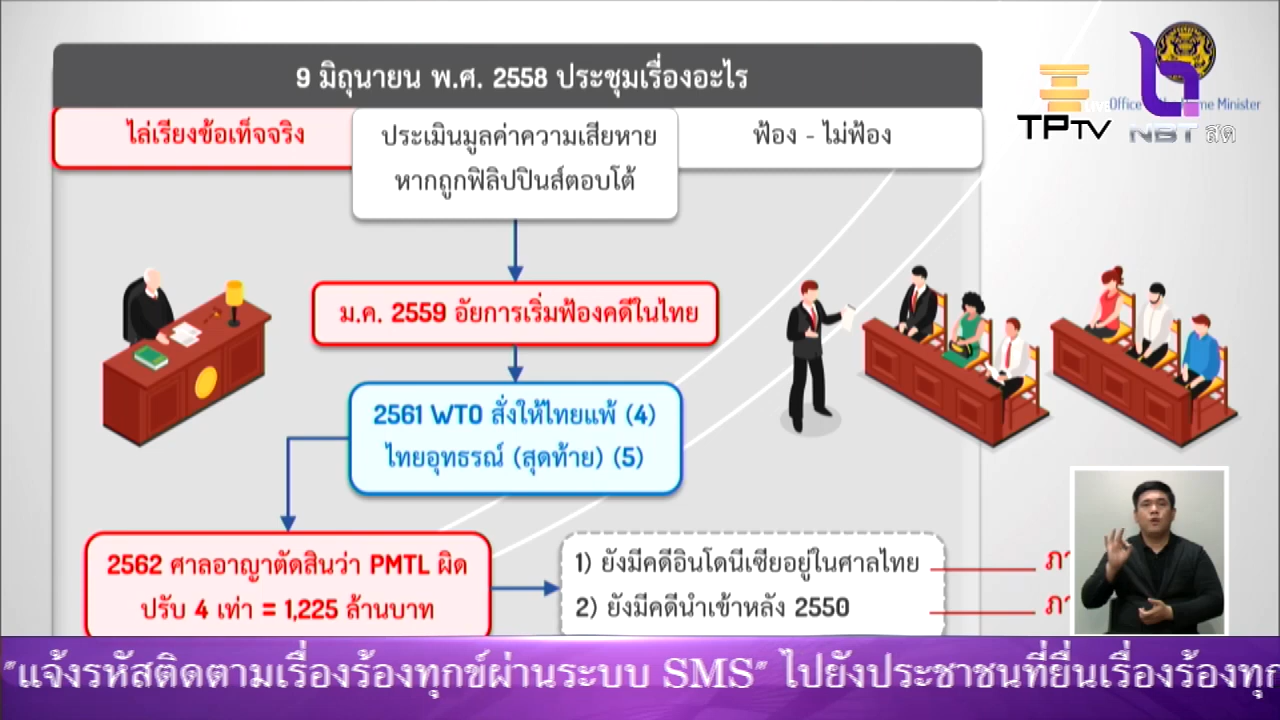 9 มิถุนายน พ.ศ. 2558 ประชุมเรื่องอะไร
ไล่เรียงข้อเท็จจริง
ประเมินมูลค่าความเสียหาย
หากถูกฟิลิปปินส์ตอบโต้
ฟ้อง - ไม่ฟ้อง
TPTV
NBT สด
ม.ค. 2559 อัยการเริ่มฟ้องคดีในไทย
2561 WTO สั่งให้ไทยแพ้ (4)
ไทยอุทธรณ์ (สุดท้าย) (5)
2562 ศาลอาญาตัดสินว่า PMTL ผิด
ปรับ 4 เท่า = 1,225 ล้านบาท
1) ยังมีคดีอินโดนีเซียอยู่ในศาลไทย
2) ยังมีคดีนำเข้าหลัง 2550
"แจ้งรหัสติดตามเรื่องร้องทุกข์ผ่านระบบ SMS" ไปยังประชาชนที่ยื่นเรื่องร้องทุก